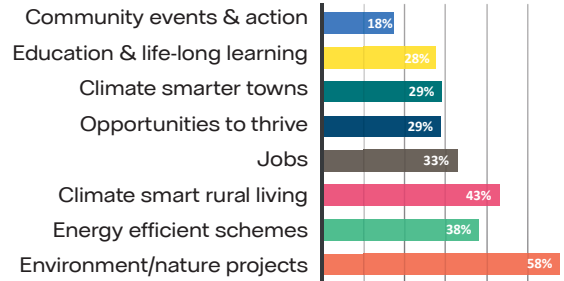 Community events & action 18%
Education & life-long learning 28%
Climate smarter towns 29%
Opportunities to thrive 29%
Jobs 33%
Climate smart rural living 43%
Energy efficient schemes 38%
Environment/nature projects 58%